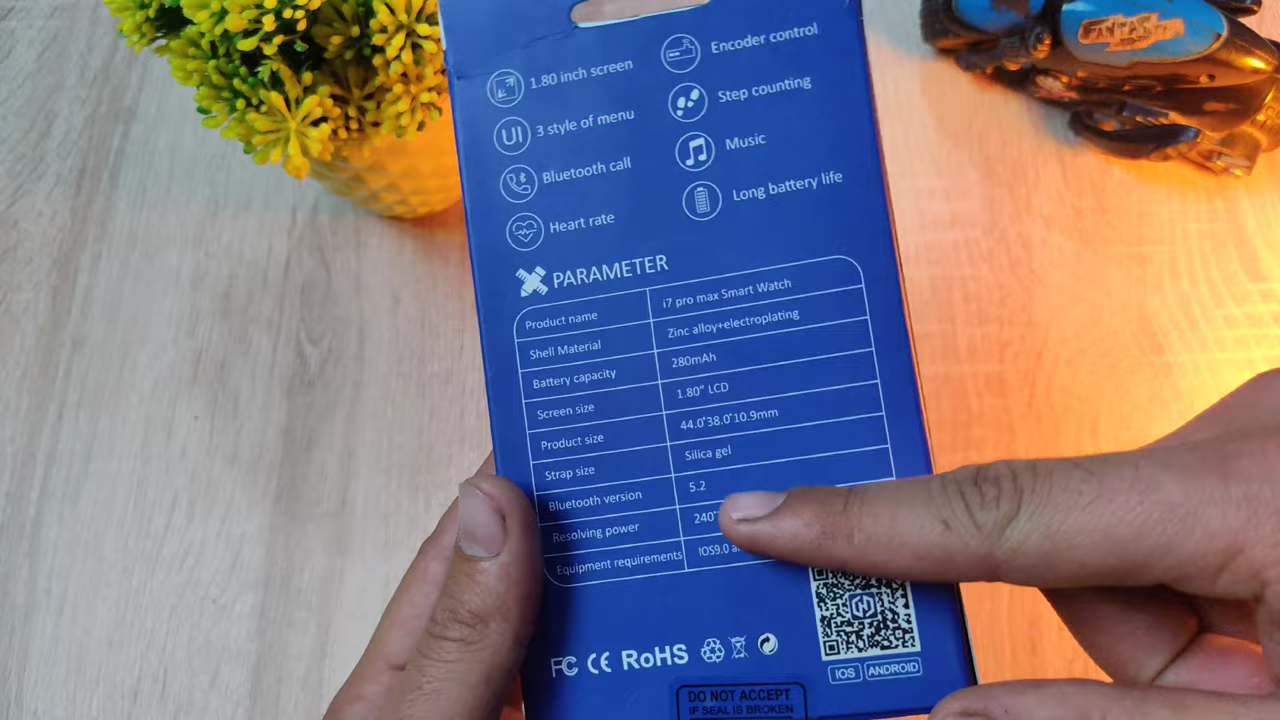 1.80 inch screen
Encoder control
UI
3 style of menu
Step counting
Bluetooth call
Music
Heart rate
Long battery life
PARAMETER
Product name i7 pro max Smart Watch
Shell Material Zinc alloy+electroplating
Battery capacity 280mAh
Screen size 1.80" LCD
Product size 44.0*38.0*10.9mm
Strap size Silica gel
Bluetooth version 5.2
Resolving power 240*
Equipment requirements IOS9.0
FC CE RoHS
IOS ANDROID
DO NOT ACCEPT
IF SEAL IS BROKEN